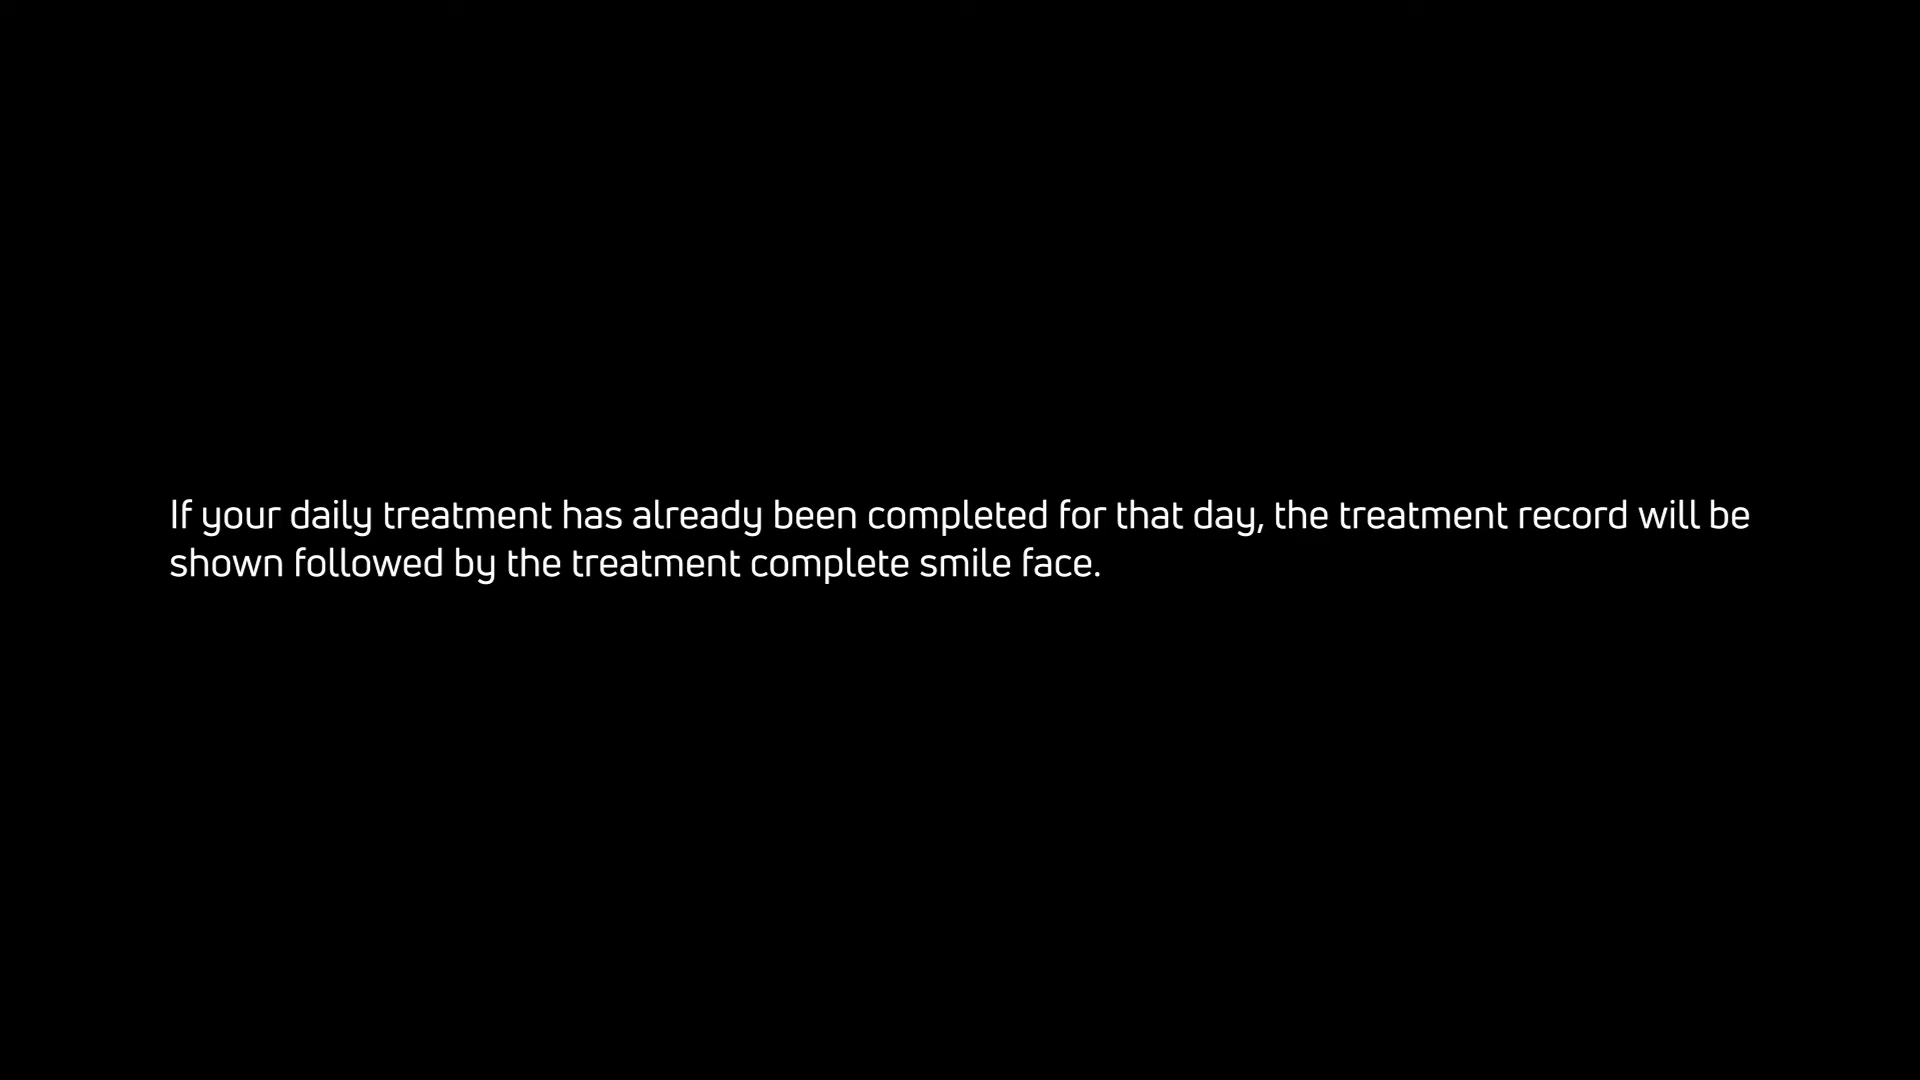 If your daily treatment has already been completed for that day, the treatment record will be
shown followed by the treatment complete smile face.